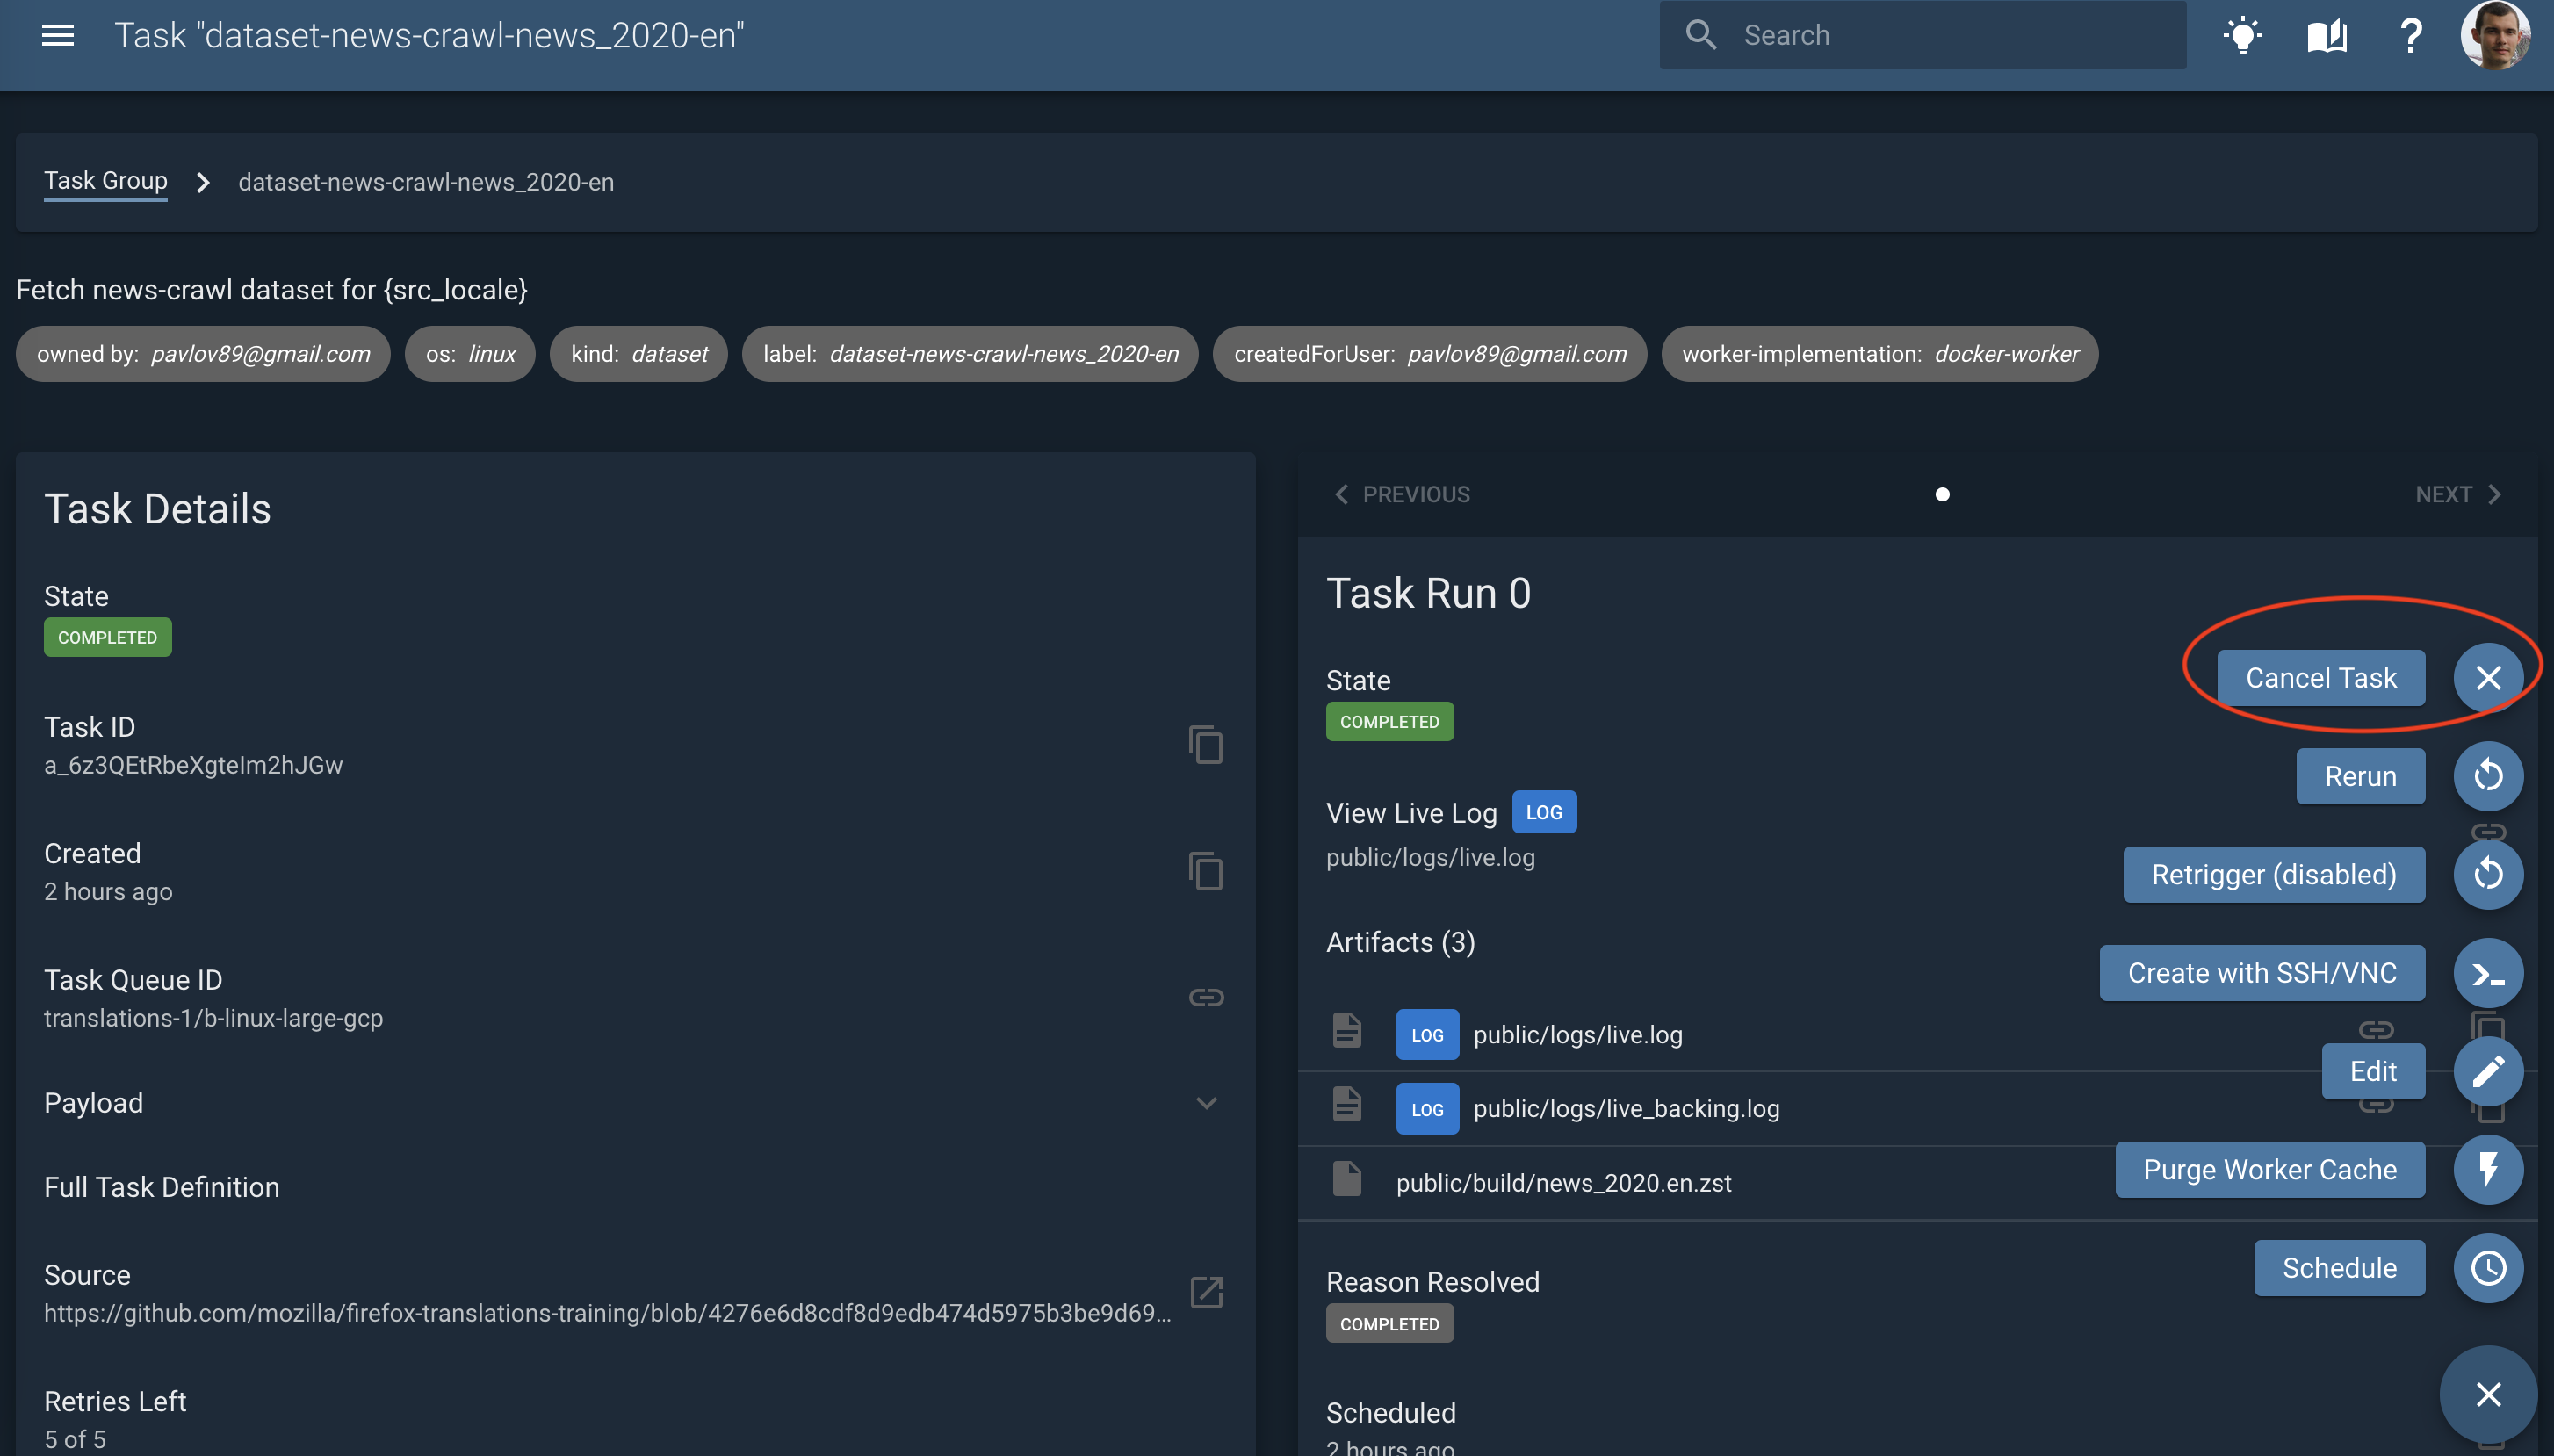 Task "dataset-news-crawl-news_2020-en"
Search
Task Group
dataset-news-crawl-news_2020-en
Fetch news-crawl dataset for {src_locale}
owned by: pavlov89@gmail.com
os: linux
kind: dataset
label: dataset-news-crawl-news_2020-en
createdForUser: pavlov89@gmail.com
worker-implementation: docker-worker
Task Details
State
COMPLETED
Task ID
a_6z3QEtRbeXgteIm2hJGw
Created
2 hours ago
Task Queue ID
translations-1/b-linux-large-gcp
Payload
Full Task Definition
Source
https://github.com/mozilla/firefox-translations-training/blob/4276e6d8cdf8d9edb474d5975b3be9d69...
Retries Left
5 of 5
PREVIOUS
NEXT
Task Run 0
State
COMPLETED
View Live Log LOG
public/logs/live.log
Artifacts (3)
LOG public/logs/live.log
LOG public/logs/live_backing.log
public/build/news_2020.en.zst
Reason Resolved
COMPLETED
Scheduled
2 hours ago
Cancel Task
Rerun
Retrigger (disabled)
Create with SSH/VNC
Edit
Purge Worker Cache
Schedule